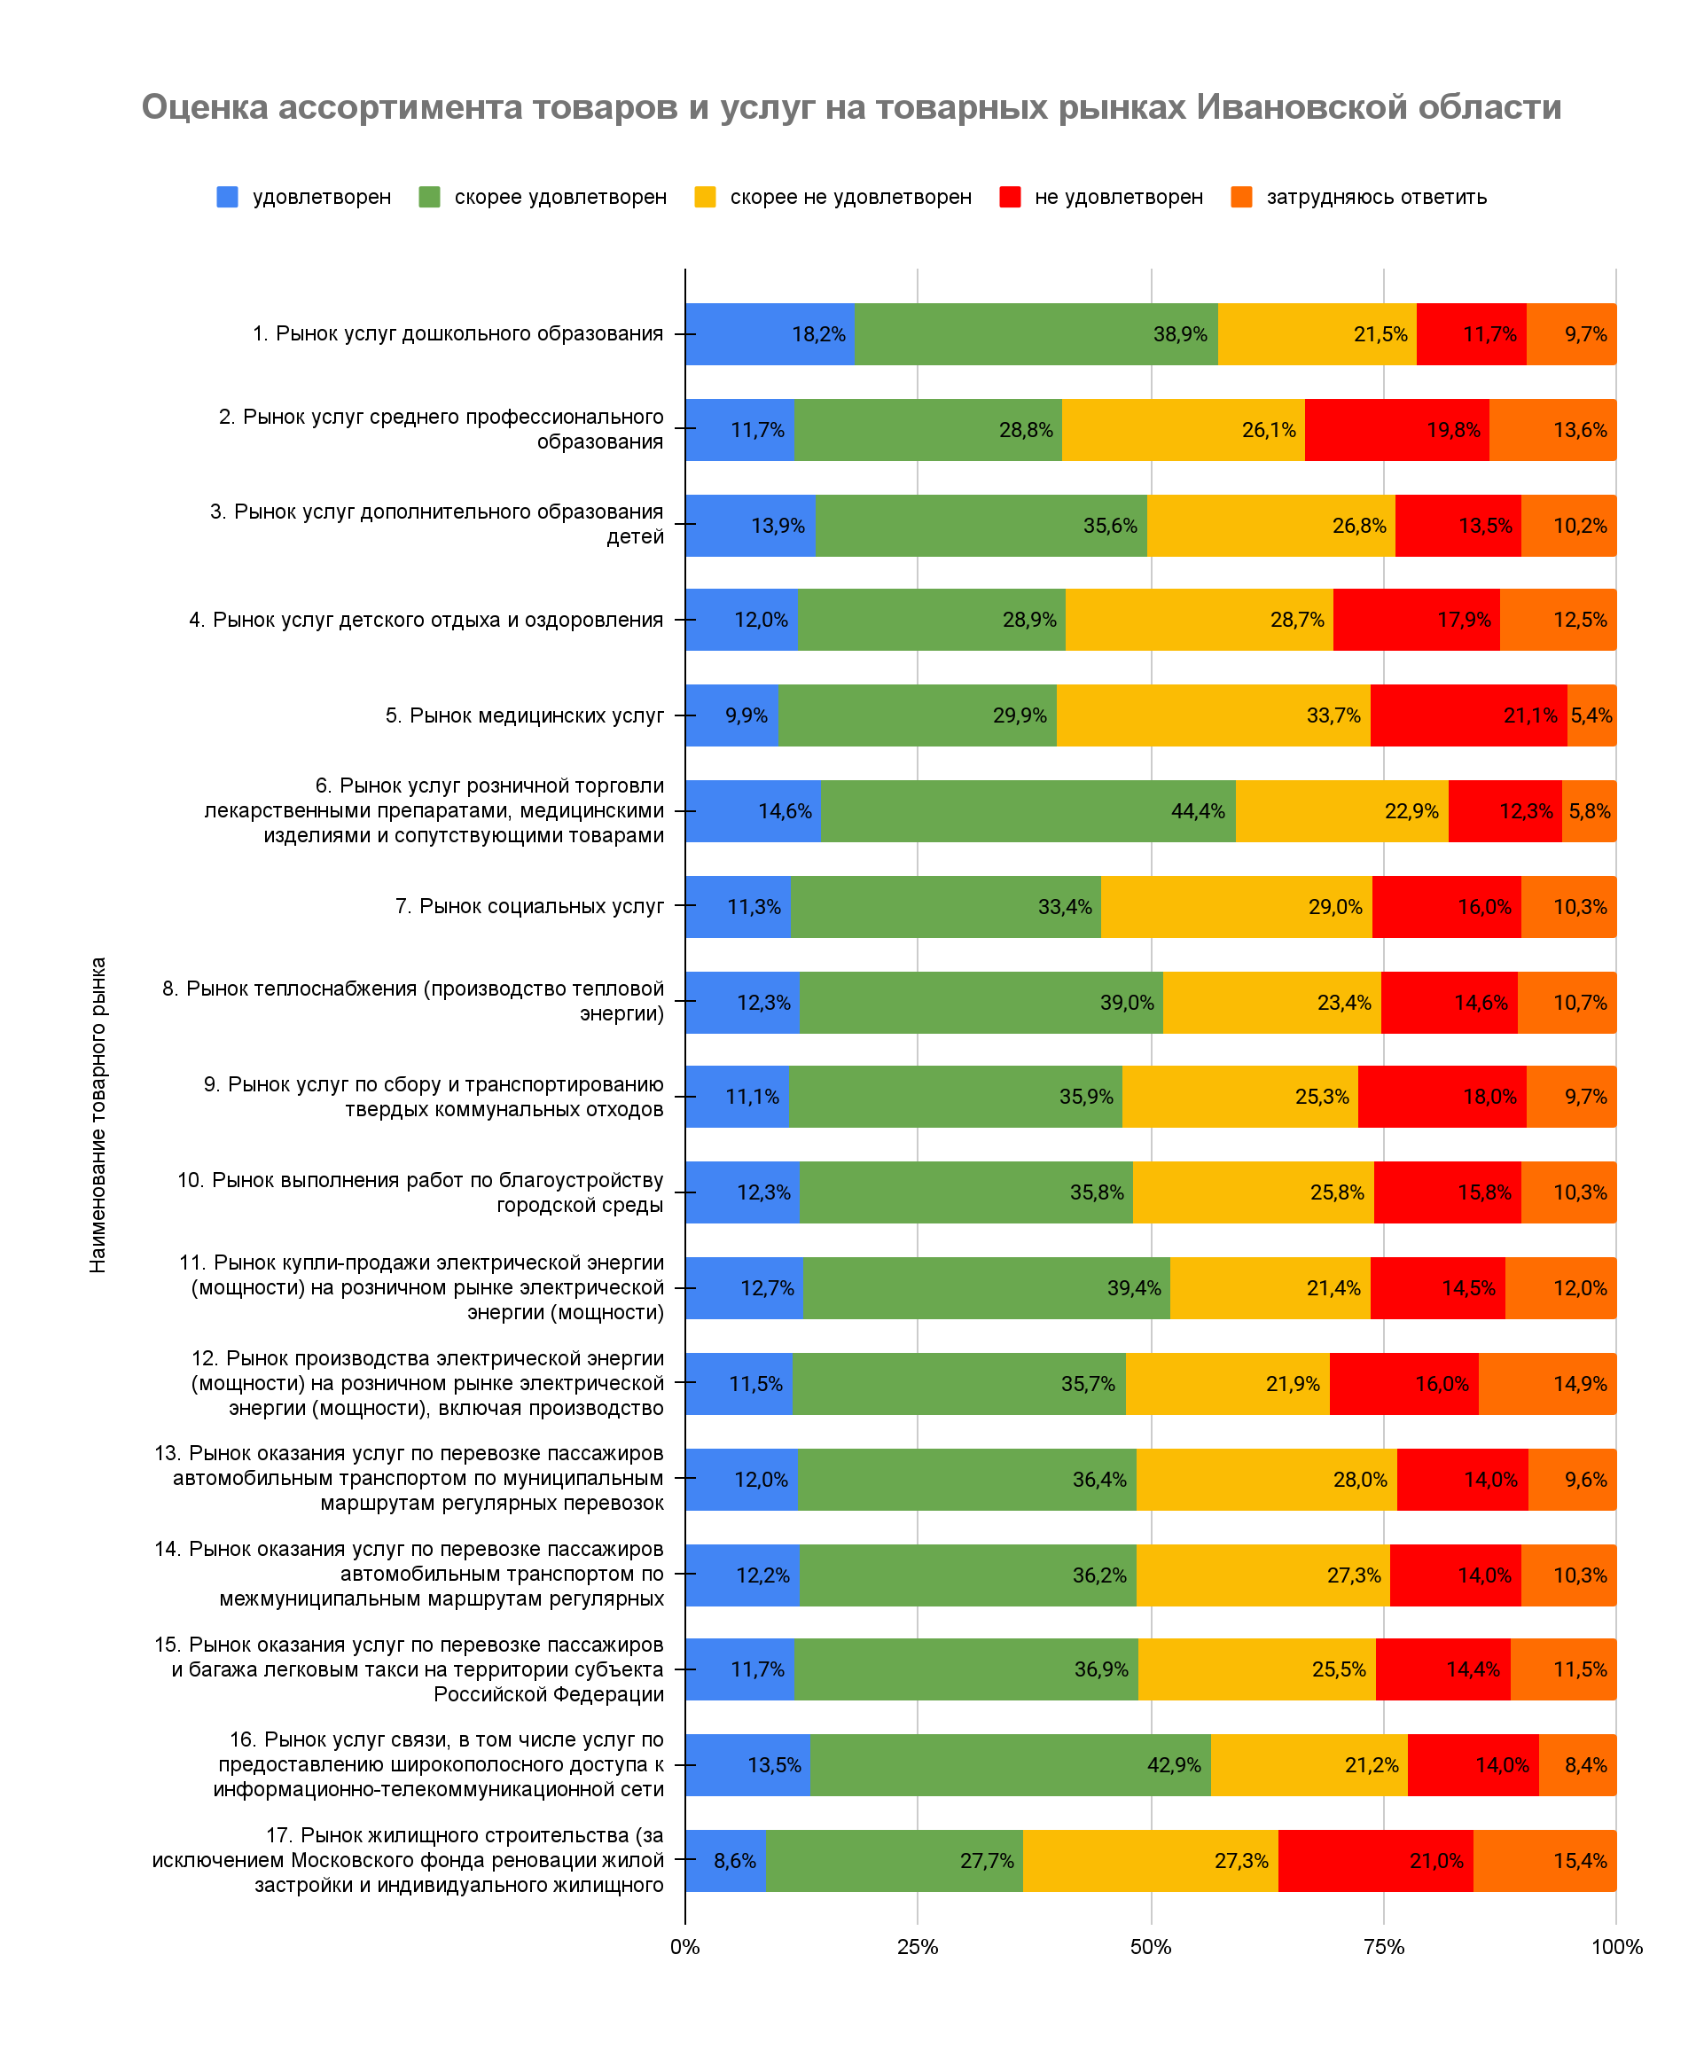 Оценка ассортимента товаров и услуг на товарных рынках Ивановской области
удовлетворен скорее удовлетворен скорее не удовлетворен не удовлетворен затрудняюсь ответить
Наименование товарного рынка
1. Рынок услуг дошкольного образования
18,2% 38,9% 21,5% 11,7% 9,7%
2. Рынок услуг среднего профессионального
образования
11,7% 28,8% 26,1% 19,8% 13,6%
3. Рынок услуг дополнительного образования
детей
13,9% 35,6% 26,8% 13,5% 10,2%
4. Рынок услуг детского отдыха и оздоровления
12,0% 28,9% 28,7% 17,9% 12,5%
5. Рынок медицинских услуг
9,9% 29,9% 33,7% 21,1% 5,4%
6. Рынок услуг розничной торговли
лекарственными препаратами, медицинскими
изделиями и сопутствующими товарами
14,6% 44,4% 22,9% 12,3% 5,8%
7. Рынок социальных услуг
11,3% 33,4% 29,0% 16,0% 10,3%
8. Рынок теплоснабжения (производство тепловой
энергии)
12,3% 39,0% 23,4% 14,6% 10,7%
9. Рынок услуг по сбору и транспортированию
твердых коммунальных отходов
11,1% 35,9% 25,3% 18,0% 9,7%
10. Рынок выполнения работ по благоустройству
городской среды
12,3% 35,8% 25,8% 15,8% 10,3%
11. Рынок купли-продажи электрической энергии
(мощности) на розничном рынке электрической
энергии (мощности)
12,7% 39,4% 21,4% 14,5% 12,0%
12. Рынок производства электрической энергии
(мощности) на розничном рынке электрической
энергии (мощности), включая производство
11,5% 35,7% 21,9% 16,0% 14,9%
13. Рынок оказания услуг по перевозке пассажиров
автомобильным транспортом по муниципальным
маршрутам регулярных перевозок
12,0% 36,4% 28,0% 14,0% 9,6%
14. Рынок оказания услуг по перевозке пассажиров
автомобильным транспортом по
межмуниципальным маршрутам регулярных
12,2% 36,2% 27,3% 14,0% 10,3%
15. Рынок оказания услуг по перевозке пассажиров
и багажа легковым такси на территории субъекта
Российской Федерации
11,7% 36,9% 25,5% 14,4% 11,5%
16. Рынок услуг связи, в том числе услуг по
предоставлению широкополосного доступа к
информационно-телекоммуникационной сети
13,5% 42,9% 21,2% 14,0% 8,4%
17. Рынок жилищного строительства (за
исключением Московского фонда реновации жилой
застройки и индивидуального жилищного
8,6% 27,7% 27,3% 21,0% 15,4%
0% 25% 50% 75% 100%